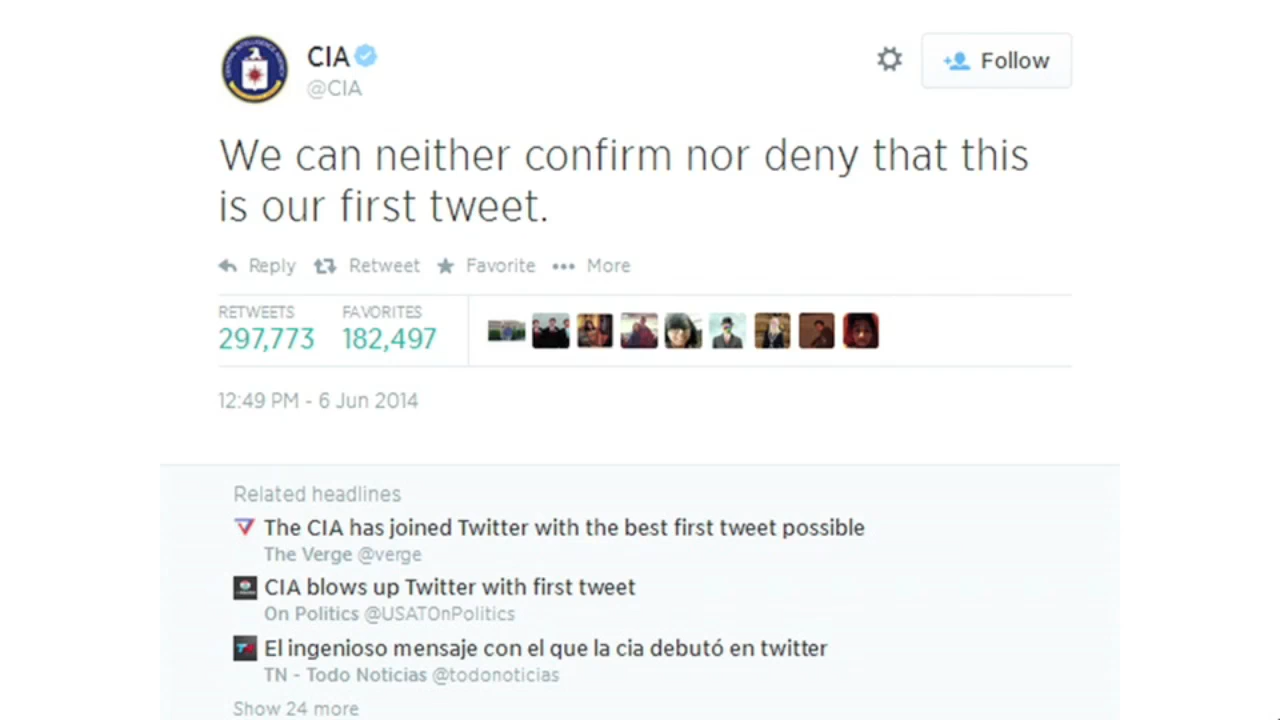 CIA
@CIA
Follow
We can neither confirm nor deny that this
is our first tweet.
Reply Retweet Favorite More
RETWEETS FAVORITES
297,773 182,497
12:49 PM - 6 Jun 2014
Related headlines
The CIA has joined Twitter with the best first tweet possible
The Verge @verge
CIA blows up Twitter with first tweet
On Politics @USATOnPolitics
El ingenioso mensaje con el que la cia debutó en twitter
TN - Todo Noticias @todonoticias
Show 24 more